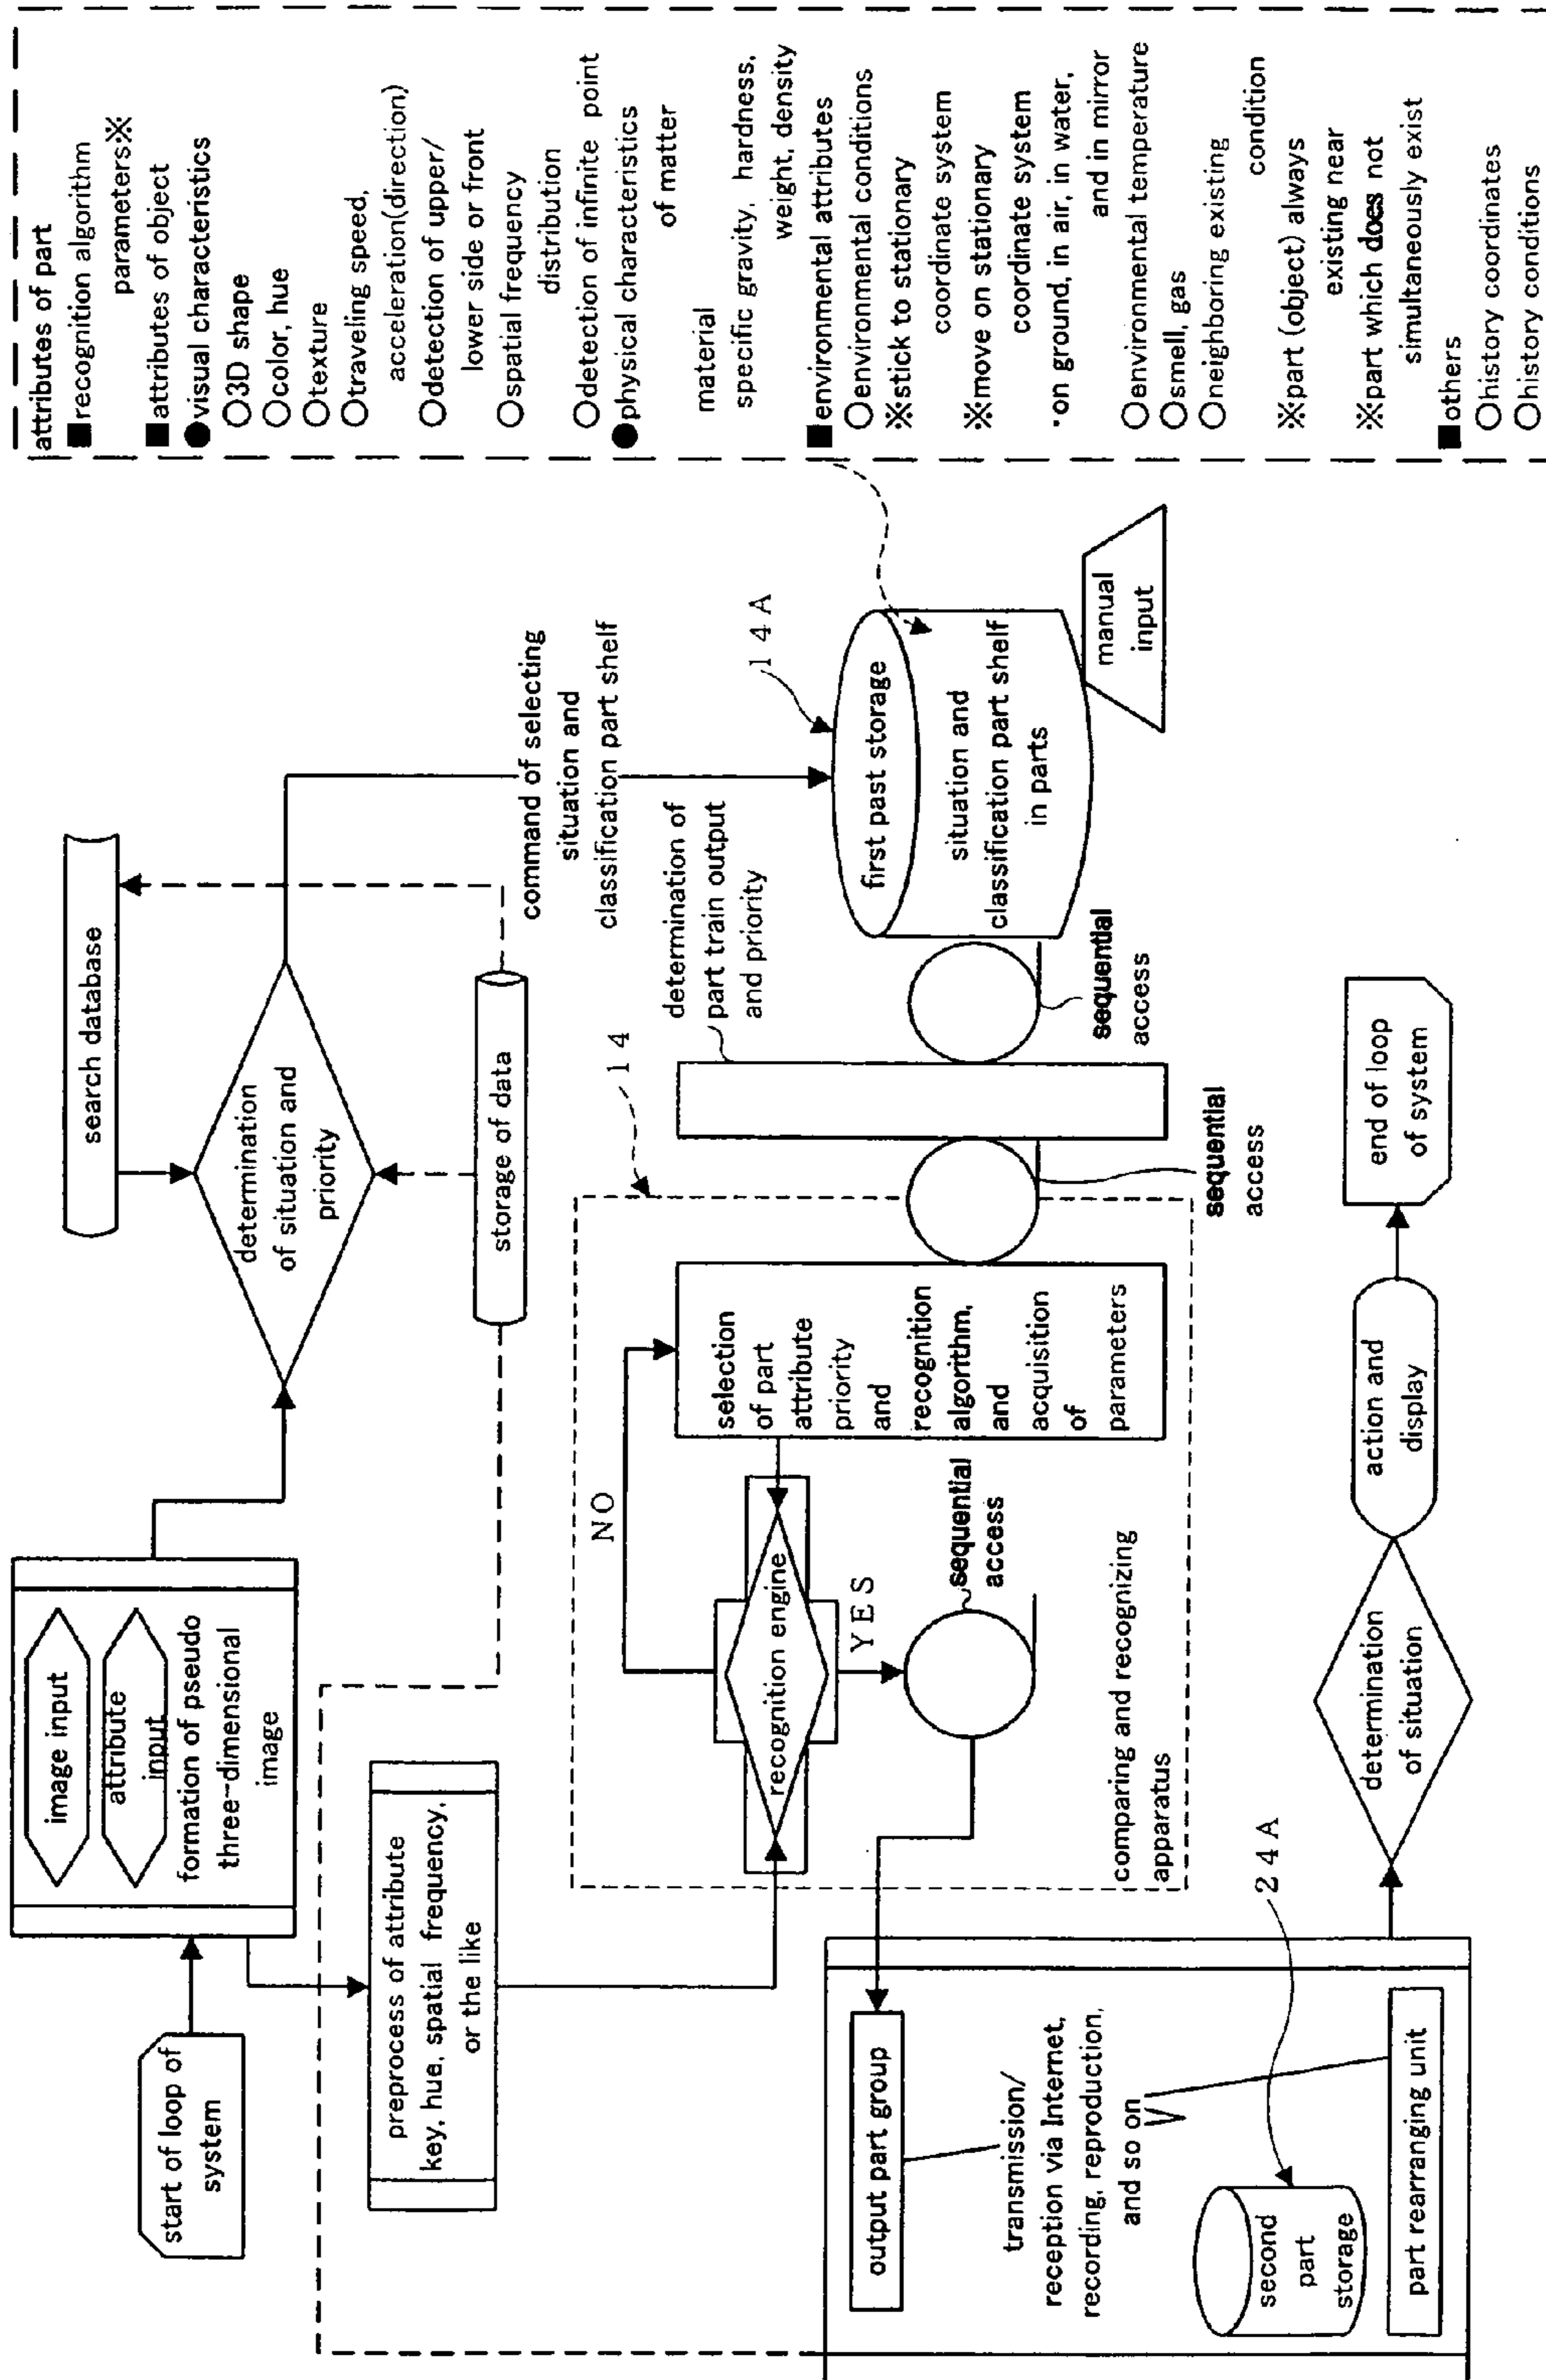 start of loop of
system
image input
attribute
input
formation of pseudo
three-dimensional
image
preprocess of attribute
key, hue, spatial frequency,
or the like
search database
determination
of situation and
priority
storage of data
command of selecting
situation and
classification part shelf
14A
first past storage
situation and
classification part shelf
in parts
manual
input
sequential
access
determination of
part train output
and priority
sequential
access
14
selection
of part
attribute
priority
and
recognition
algorithm,
and
acquisition
of
parameters
NO
recognition engine
YES
sequential
access
comparing and recognizing
apparatus
output part group
transmission/
reception via Internet,
recording, reproduction,
and so on
24A
second
part
storage
part rearranging unit
determination
of situation
action and
display
end of loop
of system
attributes of part
■recognition algorithm
parameters※
■attributes of object
●visual characteristics
○3D shape
○color, hue
○texture
○traveling speed,
acceleration(direction)
○detection of upper/
lower side or front
○spatial frequency
distribution
○detection of infinite point
●physical characteristics
of matter
material
specific gravity, hardness,
weight, density
■environmental attributes
○environmental conditions
※stick to stationary
coordinate system
※move on stationary
coordinate system
・on ground, in air, in water,
and in mirror
○environmental temperature
○smell, gas
○neighboring existing
condition
※part (object) always
existing near
※part which does not
simultaneously exist
■others
○history coordinates
○history conditions